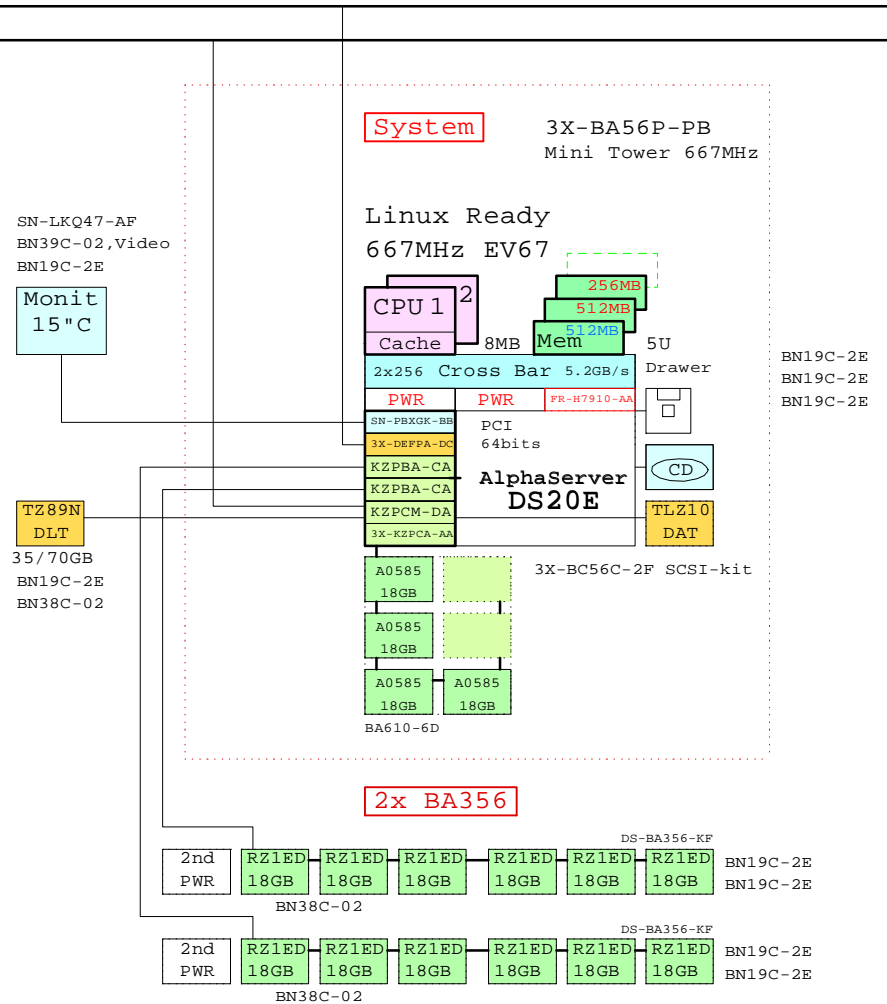 System
3X-BA56P-PB
Mini Tower 667MHz
SN-LKQ47-AF
BN39C-02,Video
BN19C-2E
Monit
15"C
Linux Ready
667MHz EV67
CPU 1
2
Cache
8MB
256MB
512MB
512MB
Mem
5U
Drawer
BN19C-2E
BN19C-2E
BN19C-2E
2x256 Cross Bar 5.2GB/s
PWR
PWR
FR-H7910-AA
SN-PBXGK-BB
3X-DEFPA-DC
KZPBA-CA
KZPBA-CA
KZPCM-DA
3X-KZPCA-AA
PCI
64bits
AlphaServer
DS20E
CD
TLZ10
DAT
TZ89N
DLT
35/70GB
BN19C-2E
BN38C-02
3X-BC56C-2F SCSI-kit
A0585
18GB
A0585
18GB
A0585
18GB
A0585
18GB
BA610-6D
2x BA356
DS-BA356-KF
2nd
PWR
RZ1ED
18GB
RZ1ED
18GB
RZ1ED
18GB
RZ1ED
18GB
RZ1ED
18GB
RZ1ED
18GB
BN19C-2E
BN19C-2E
BN38C-02
DS-BA356-KF
2nd
PWR
RZ1ED
18GB
RZ1ED
18GB
RZ1ED
18GB
RZ1ED
18GB
RZ1ED
18GB
RZ1ED
18GB
BN19C-2E
BN19C-2E
BN38C-02